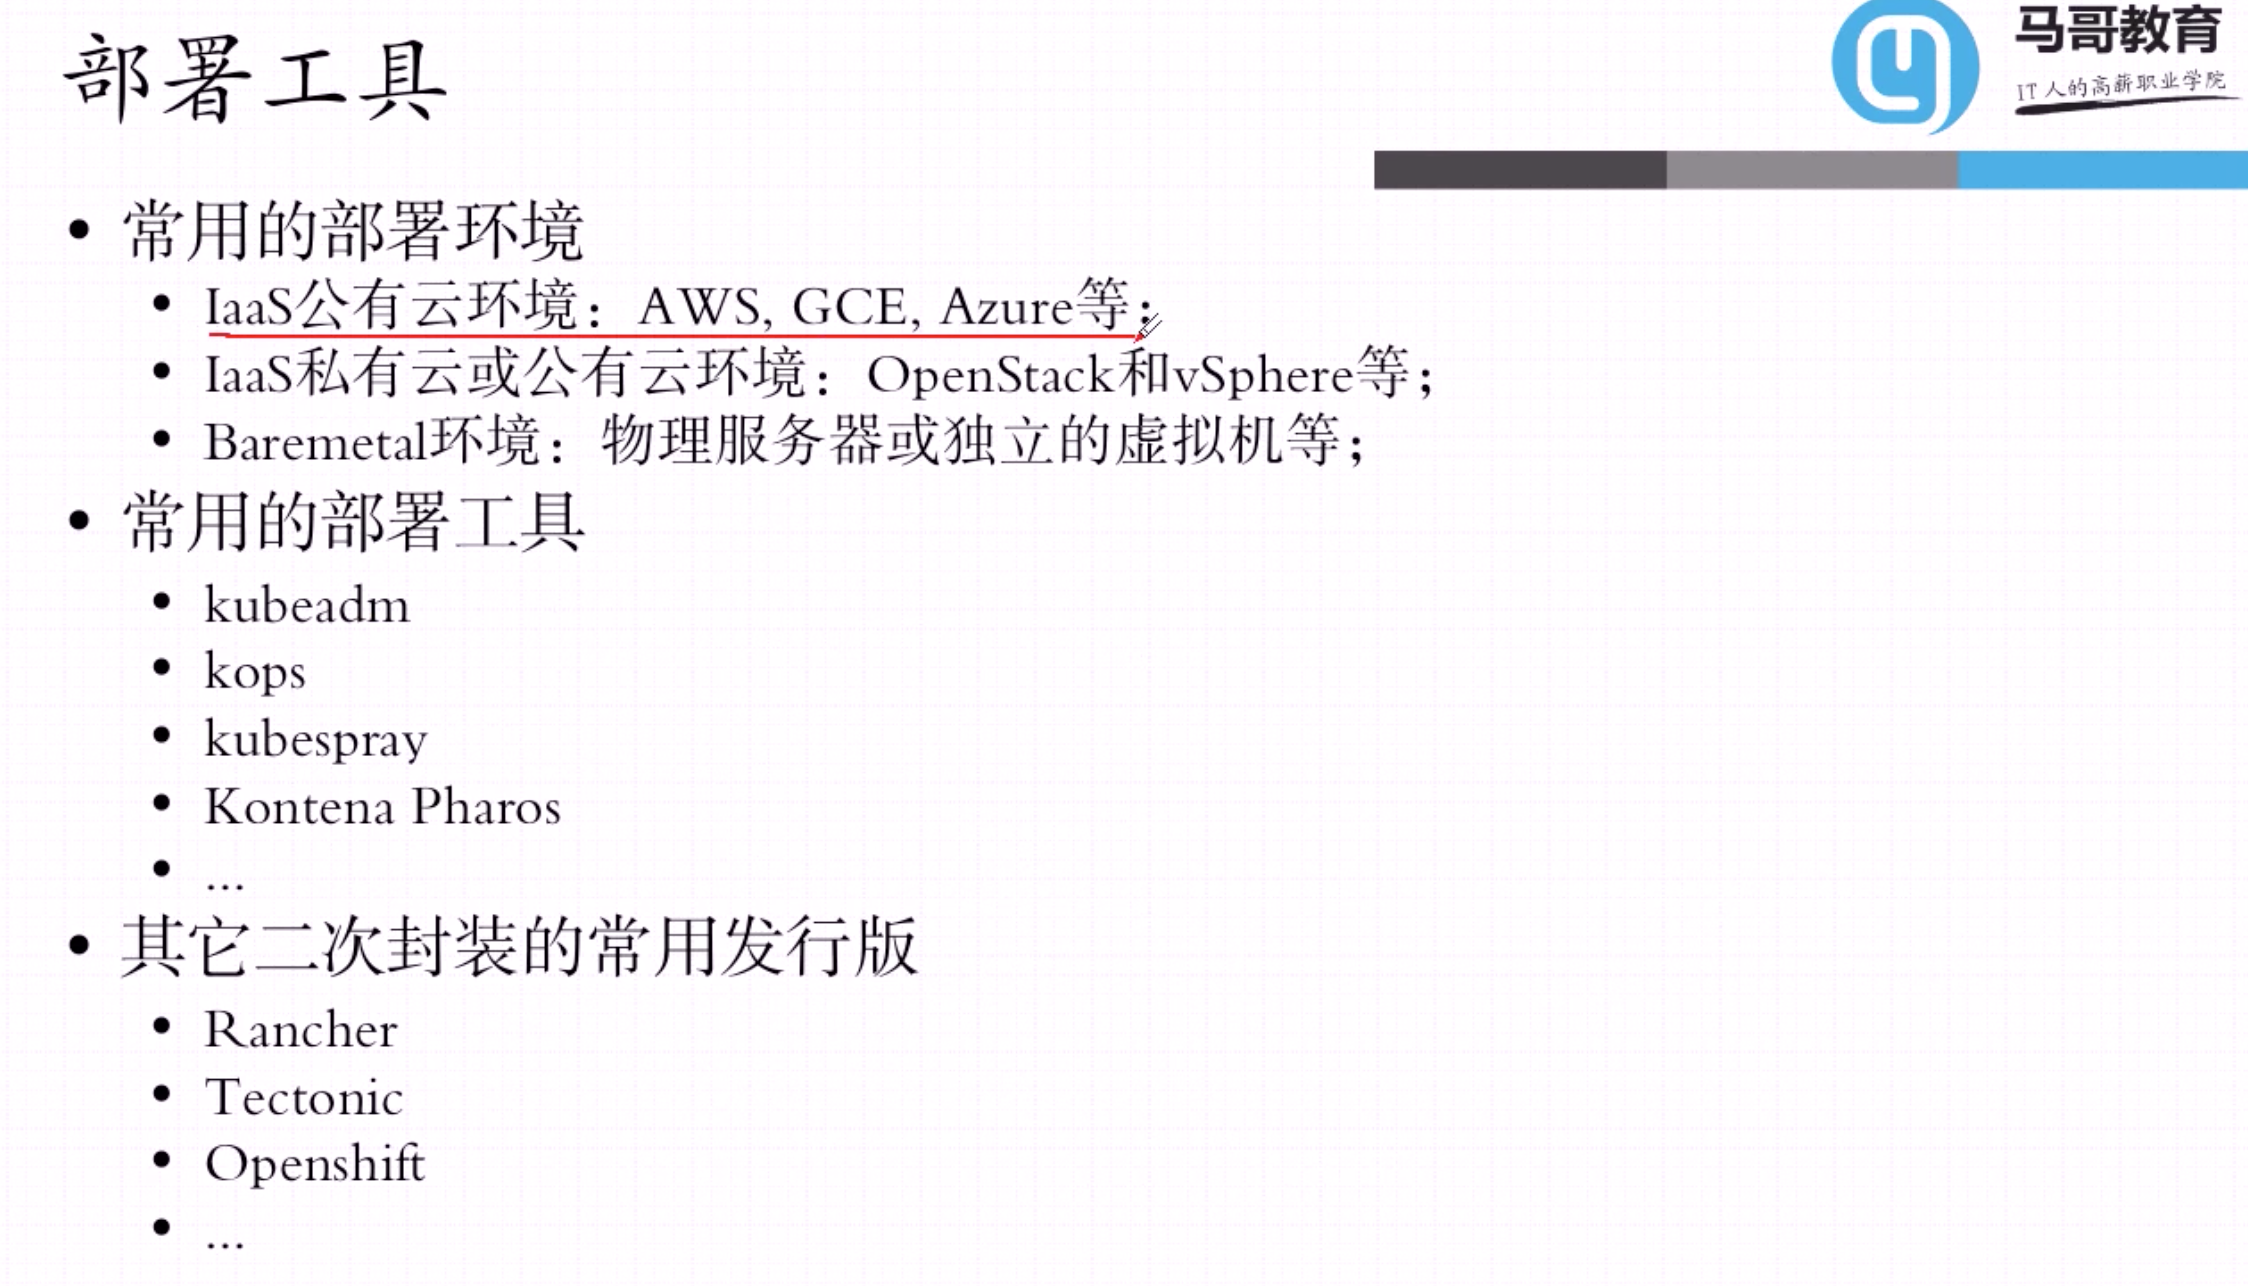 部署工具
马哥教育
IT人的高薪职业学院
• 常用的部署环境
• IaaS公有云环境：AWS, GCE, Azure等；
• IaaS私有云或公有云环境：OpenStack和vSphere等；
• Baremetal环境：物理服务器或独立的虚拟机等；
• 常用的部署工具
• kubeadm
• kops
• kubespray
• Kontena Pharos
• ...
• 其它二次封装的常用发行版
• Rancher
• Tectonic
• Openshift
• ...